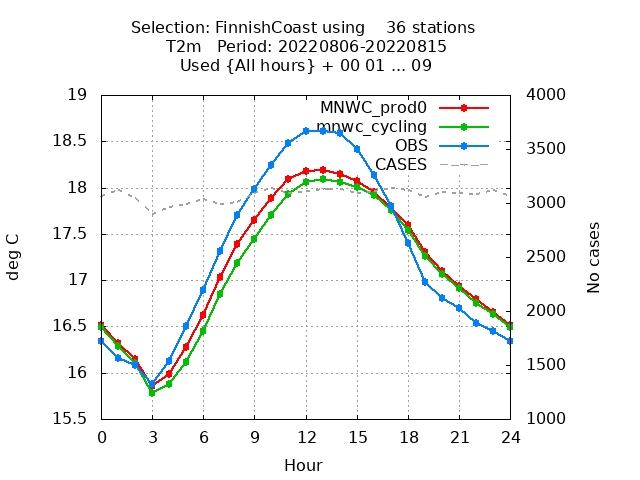 Selection: FinnishCoast using    36 stations
T2m   Period: 20220806-20220815
Used {All hours} + 00 01 ... 09
MNWC_prod0
mnwc_cycling
OBS
CASES
19
18.5
18
17.5
17
16.5
16
15.5
4000
3500
3000
2500
2000
1500
1000
deg C
No cases
0 3 6 9 12 15 18 21 24
Hour